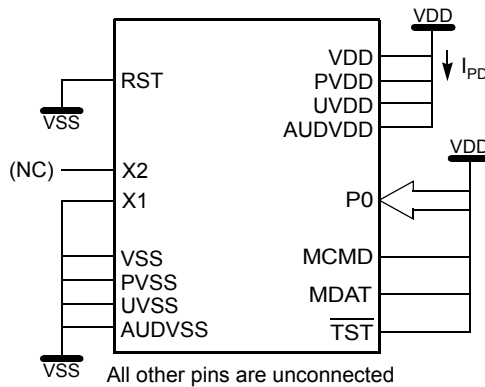 VDD
VDD
PVDD
UVDD
AUDVDD
I_PD
RST
VSS
VDD
(NC)
X2
X1
P0
VSS
PVSS
UVSS
AUDVSS
MCMD
MDAT
TST
VSS
All other pins are unconnected